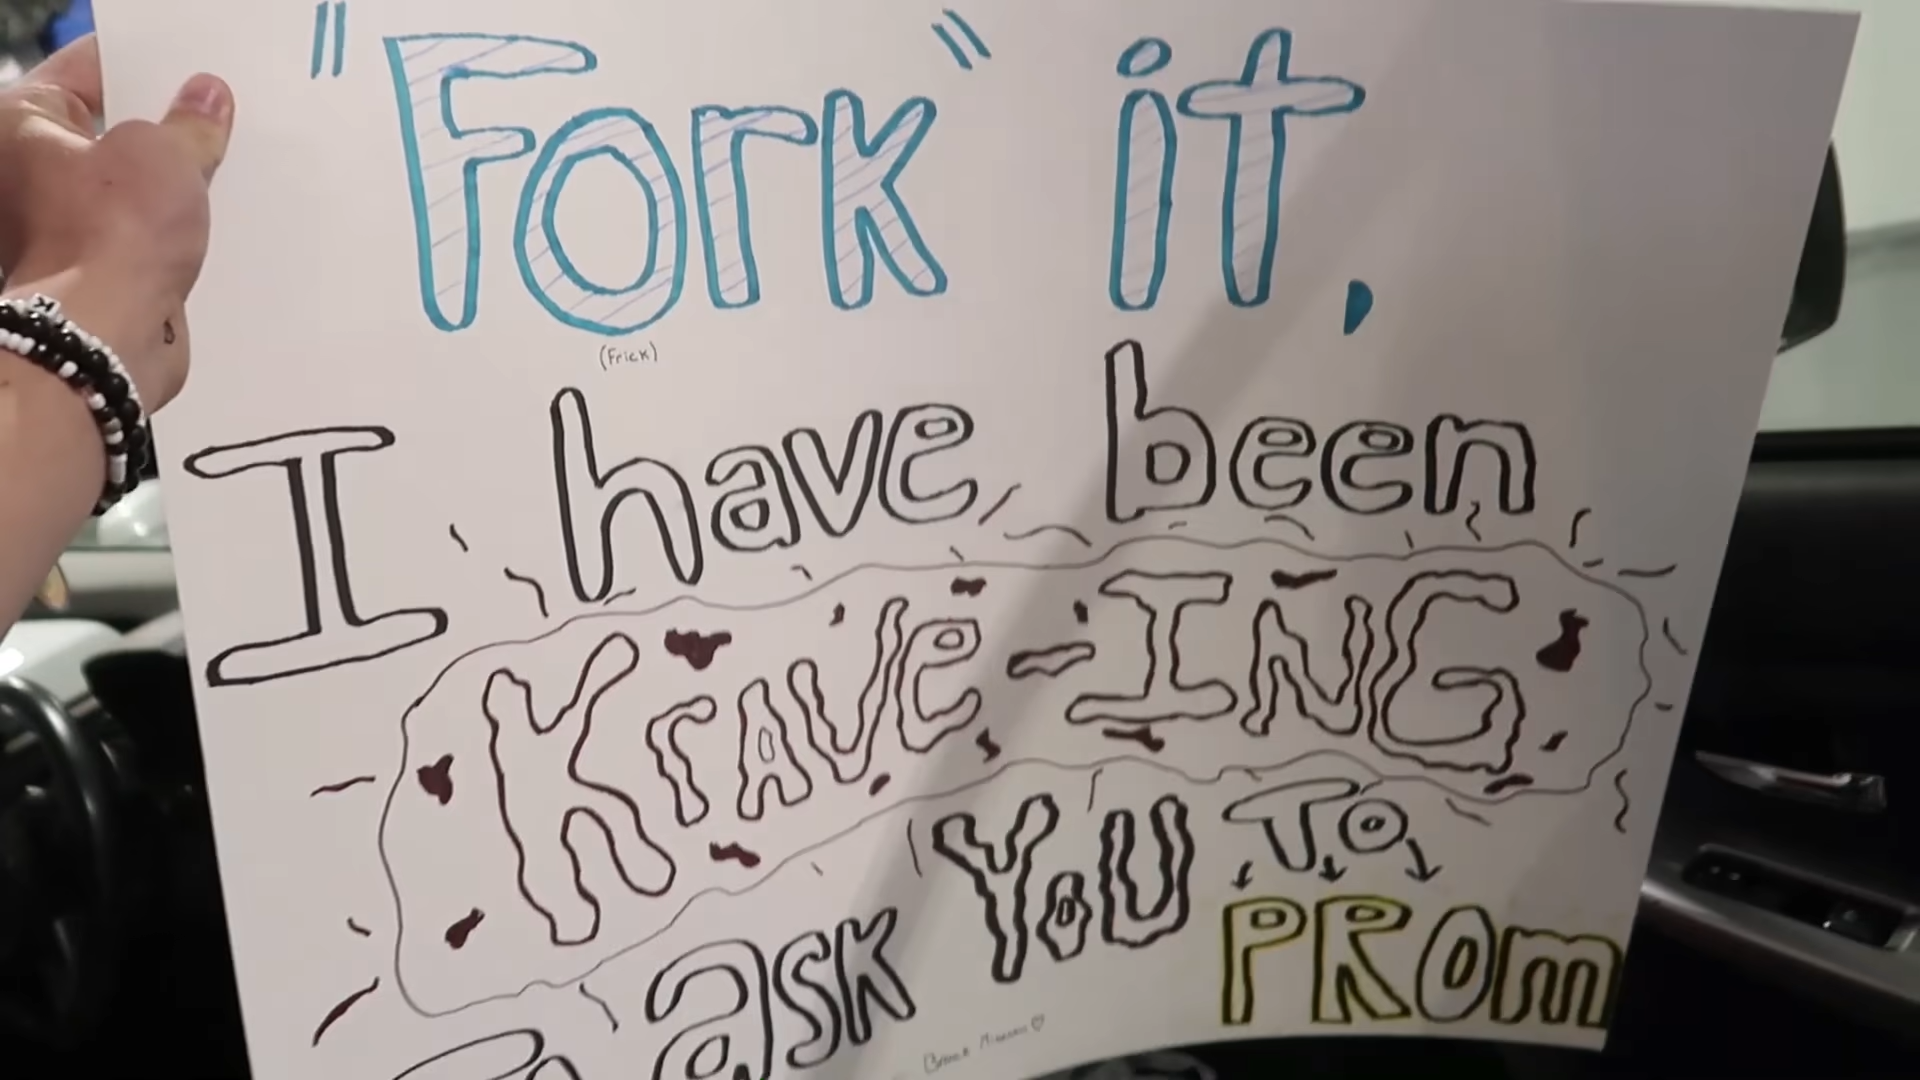 "Fork" it,
(Frick)
I have been
KrAVe-ING
ask YoU To
PROm